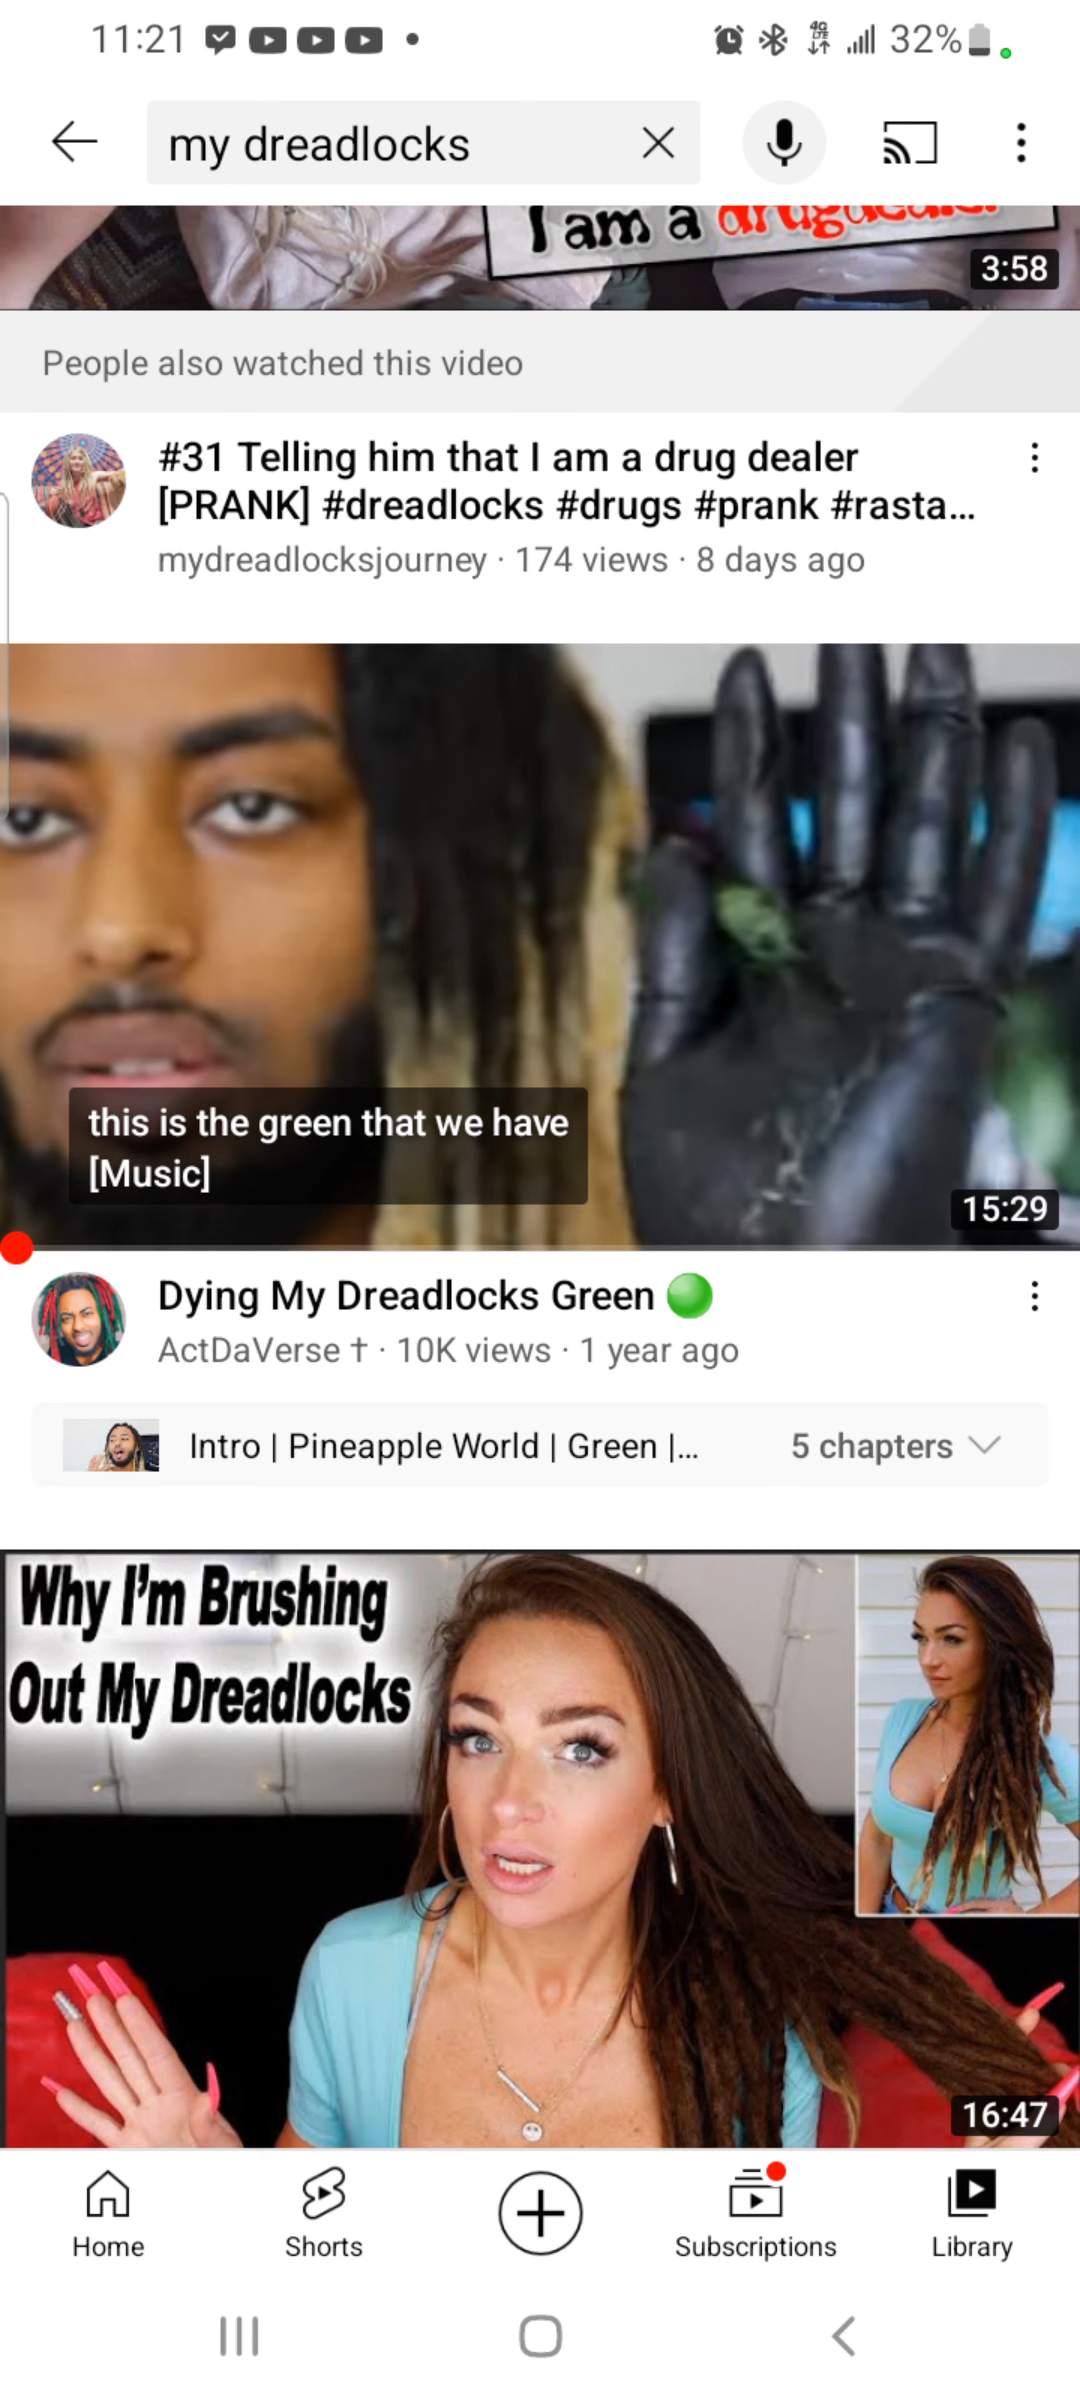 11:21
4G
LTE
32%
my dreadlocks
I am a drugdealer
3:58
People also watched this video
#31 Telling him that I am a drug dealer
[PRANK] #dreadlocks #drugs #prank #rasta...
mydreadlocksjourney · 174 views · 8 days ago
this is the green that we have
[Music]
15:29
Dying My Dreadlocks Green
ActDaVerse † · 10K views · 1 year ago
Intro | Pineapple World | Green |...
5 chapters
Why I'm Brushing
Out My Dreadlocks
16:47
Home
Shorts
Subscriptions
Library